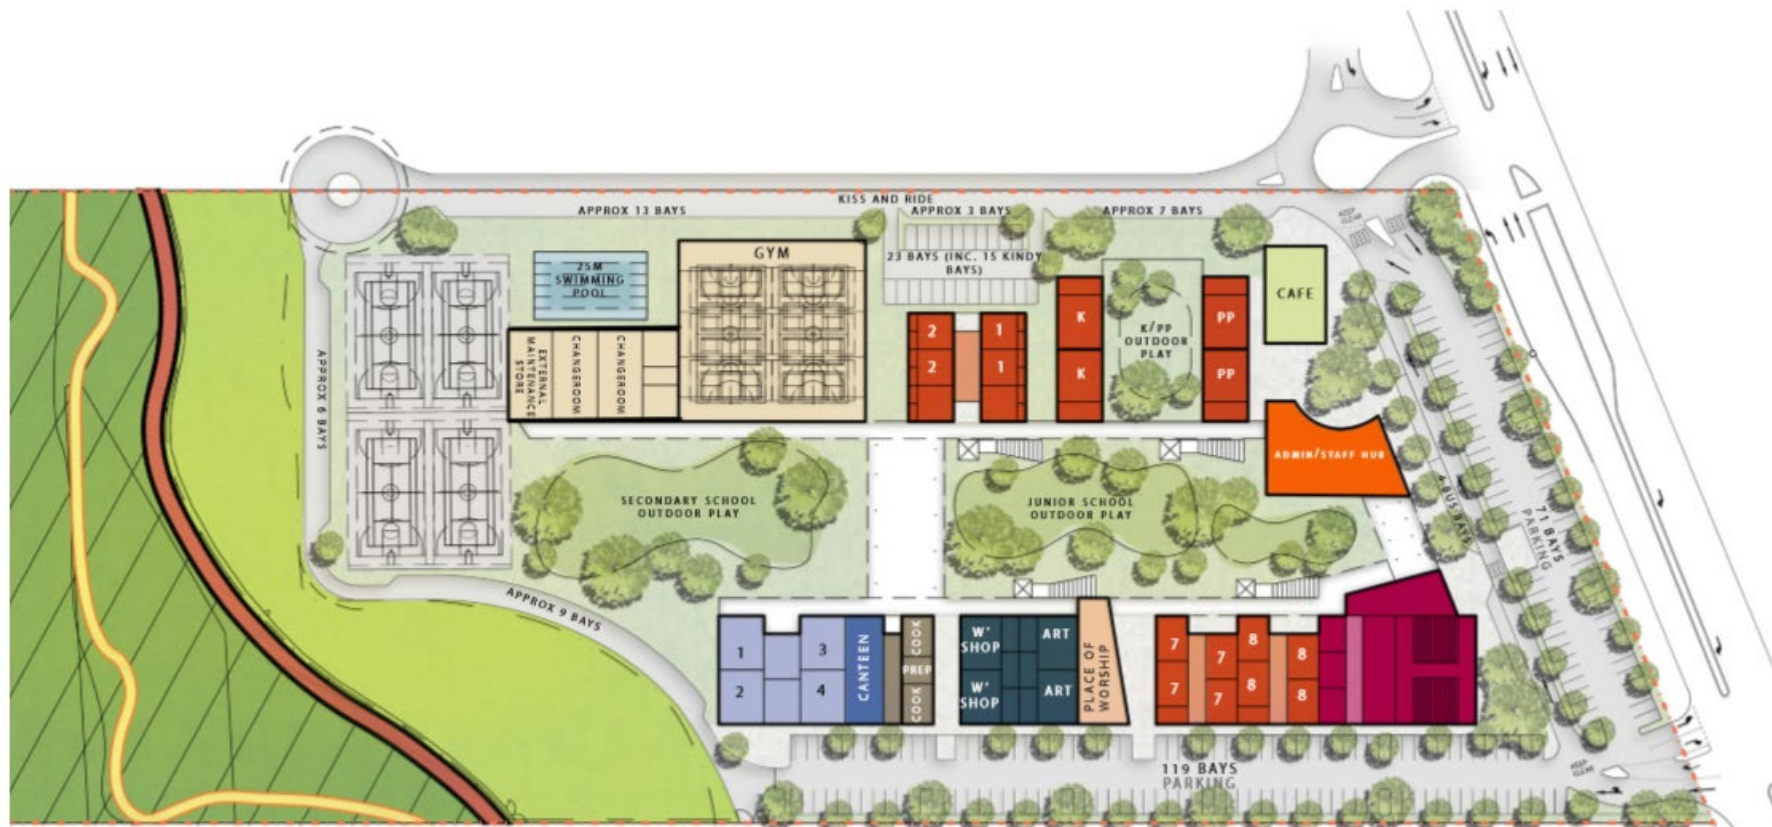 KISS AND RIDE
APPROX 13 BAYS
APPROX 3 BAYS
APPROX 7 BAYS
KEEP
CLEAR
GYM
25M
SWIMMING
POOL
23 BAYS (INC. 15 KINDY
BAYS)
CAFE
K
K
K/PP
OUTDOOR
PLAY
PP
PP
2
2
1
1
EXTERNAL
MAINTENANCE
STORE
CHANGEROOM
CHANGEROOM
APPROX 6 BAYS
ADMIN/STAFF HUB
SECONDARY SCHOOL
OUTDOOR PLAY
JUNIOR SCHOOL
OUTDOOR PLAY
4 BUS BAYS
71 BAYS
PARKING
APPROX 9 BAYS
1
2
3
4
CANTEEN
COOK
PREP
COOK
W'
SHOP
W'
SHOP
ART
ART
PLACE OF
WORSHIP
7
7
7
7
8
8
8
8
119 BAYS
PARKING
KEEP
CLEAR